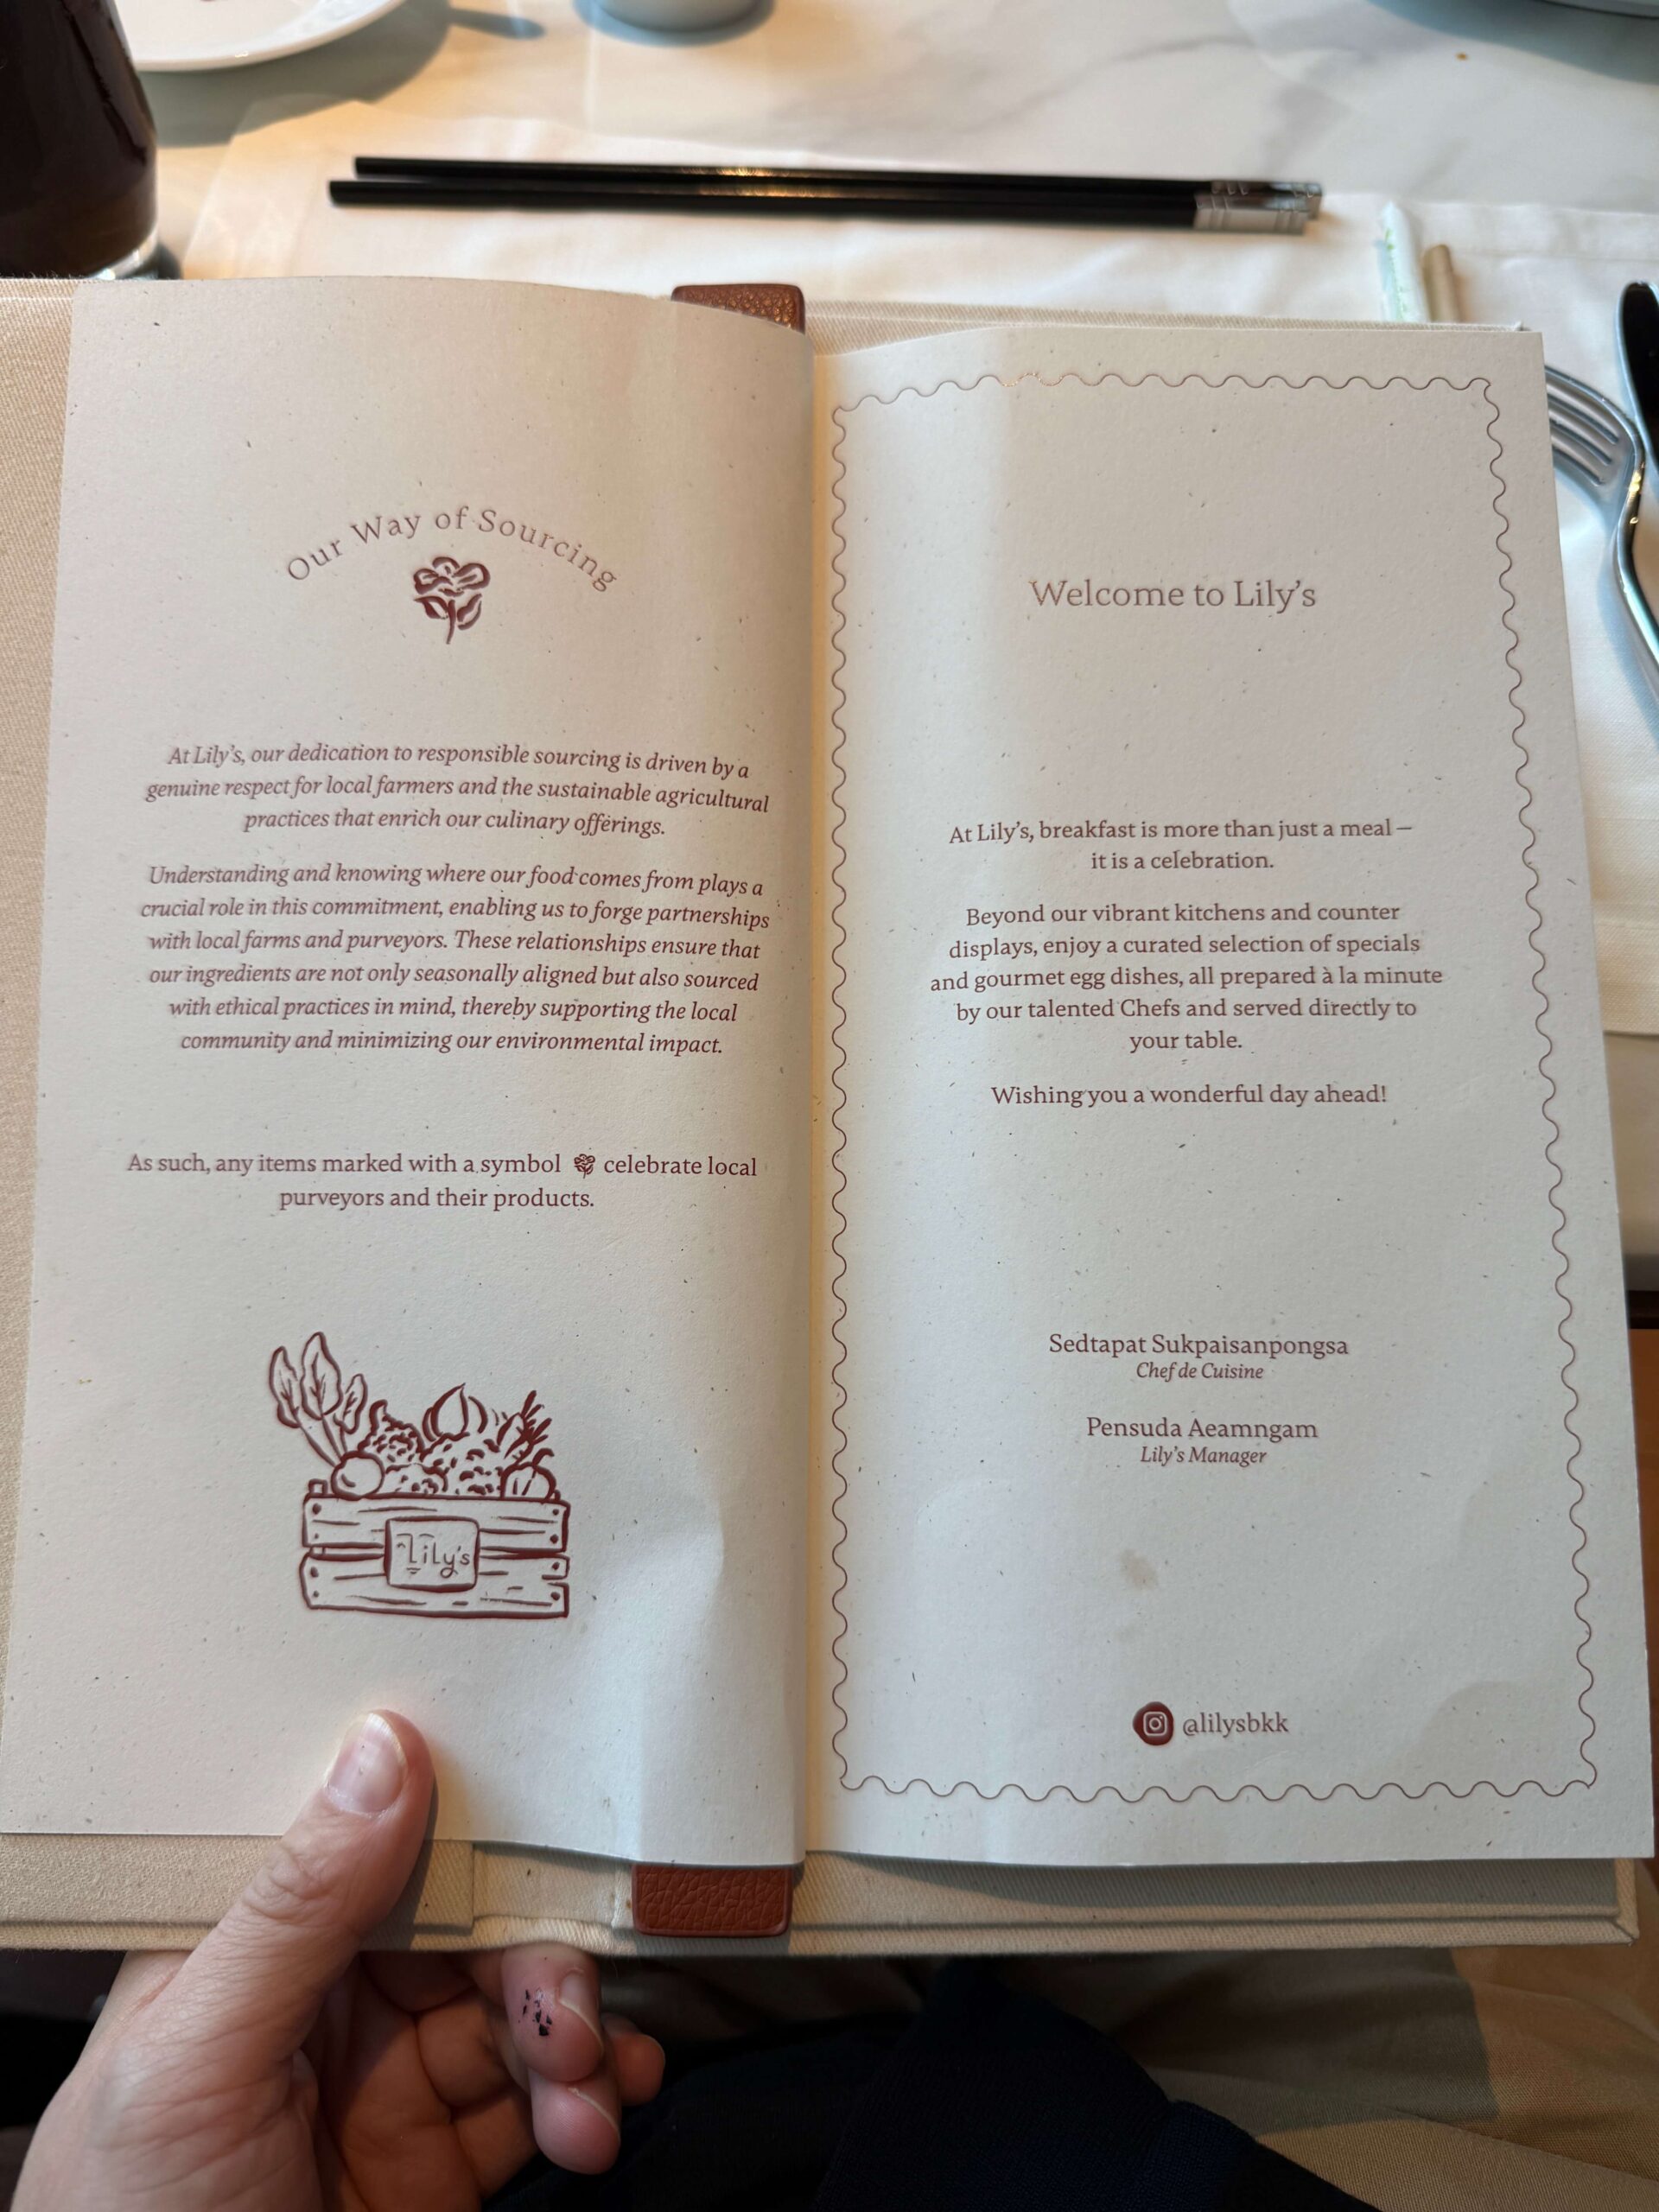 Our Way of Sourcing
At Lily's, our dedication to responsible sourcing is driven by a
genuine respect for local farmers and the sustainable agricultural
practices that enrich our culinary offerings.
Understanding and knowing where our food comes from plays a
crucial role in this commitment, enabling us to forge partnerships
with local farms and purveyors. These relationships ensure that
our ingredients are not only seasonally aligned but also sourced
with ethical practices in mind, thereby supporting the local
community and minimizing our environmental impact.
As such, any items marked with a symbol celebrate local
purveyors and their products.
Lily's
Welcome to Lily's
At Lily's, breakfast is more than just a meal –
it is a celebration.
Beyond our vibrant kitchens and counter
displays, enjoy a curated selection of specials
and gourmet egg dishes, all prepared à la minute
by our talented Chefs and served directly to
your table.
Wishing you a wonderful day ahead!
Sedtapat Sukpaisanpongsa
Chef de Cuisine
Pensuda Aeamngam
Lily's Manager
@lilysbkk